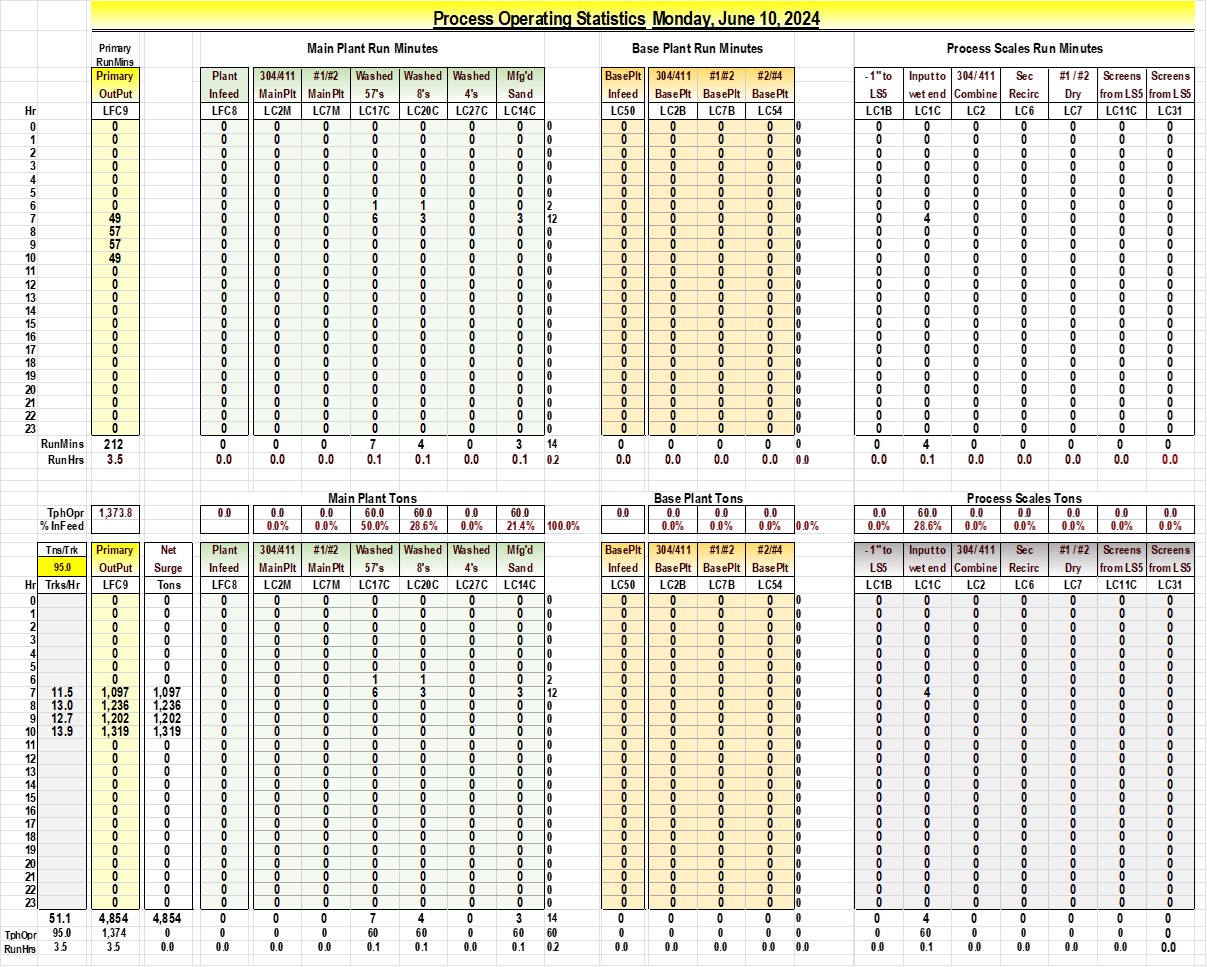 Process Operating Statistics Monday, June 10, 2024
Primary Main Plant Run Minutes Base Plant Run Minutes Process Scales Run Minutes
RunMins
Primary Plant 304/411 #1/#2 Washed Washed Washed Mfg'd BasePlt 304/411 #1/#2 #2/#4 - 1" to Input to 304/ 411 Sec #1 / #2 Screens Screens
OutPut Infeed MainPlt MainPlt 57's 8's 4's Sand Infeed BasePlt BasePlt BasePlt LS5 wet end Combine Recirc Dry from LS5 from LS5
Hr LFC9 LFC8 LC2M LC7M LC17C LC20C LC27C LC14C LC50 LC2B LC7B LC54 LC1B LC1C LC2 LC6 LC7 LC11C LC31
0 0 0 0 0 0 0 0 0 0 0 0 0 0 0 0 0 0 0 0 0 0
1 0 0 0 0 0 0 0 0 0 0 0 0 0 0 0 0 0 0 0 0 0
2 0 0 0 0 0 0 0 0 0 0 0 0 0 0 0 0 0 0 0 0 0
3 0 0 0 0 0 0 0 0 0 0 0 0 0 0 0 0 0 0 0 0 0
4 0 0 0 0 0 0 0 0 0 0 0 0 0 0 0 0 0 0 0 0 0
5 0 0 0 0 0 0 0 0 0 0 0 0 0 0 0 0 0 0 0 0 0
6 0 0 0 0 1 1 0 0 2 0 0 0 0 0 0 0 0 0 0 0 0
7 49 0 0 0 6 3 0 3 12 0 0 0 0 0 0 4 0 0 0 0 0
8 57 0 0 0 0 0 0 0 0 0 0 0 0 0 0 0 0 0 0 0 0
9 57 0 0 0 0 0 0 0 0 0 0 0 0 0 0 0 0 0 0 0 0
10 49 0 0 0 0 0 0 0 0 0 0 0 0 0 0 0 0 0 0 0 0
11 0 0 0 0 0 0 0 0 0 0 0 0 0 0 0 0 0 0 0 0 0
12 0 0 0 0 0 0 0 0 0 0 0 0 0 0 0 0 0 0 0 0 0
13 0 0 0 0 0 0 0 0 0 0 0 0 0 0 0 0 0 0 0 0 0
14 0 0 0 0 0 0 0 0 0 0 0 0 0 0 0 0 0 0 0 0 0
15 0 0 0 0 0 0 0 0 0 0 0 0 0 0 0 0 0 0 0 0 0
16 0 0 0 0 0 0 0 0 0 0 0 0 0 0 0 0 0 0 0 0 0
17 0 0 0 0 0 0 0 0 0 0 0 0 0 0 0 0 0 0 0 0 0
18 0 0 0 0 0 0 0 0 0 0 0 0 0 0 0 0 0 0 0 0 0
19 0 0 0 0 0 0 0 0 0 0 0 0 0 0 0 0 0 0 0 0 0
20 0 0 0 0 0 0 0 0 0 0 0 0 0 0 0 0 0 0 0 0 0
21 0 0 0 0 0 0 0 0 0 0 0 0 0 0 0 0 0 0 0 0 0
22 0 0 0 0 0 0 0 0 0 0 0 0 0 0 0 0 0 0 0 0 0
23 0 0 0 0 0 0 0 0 0 0 0 0 0 0 0 0 0 0 0 0 0
RunMins 212 0 0 0 7 4 0 3 14 0 0 0 0 0 0 4 0 0 0 0 0
RunHrs 3.5 0.0 0.0 0.0 0.1 0.1 0.0 0.1 0.2 0.0 0.0 0.0 0.0 0.0 0.0 0.1 0.0 0.0 0.0 0.0 0.0
Main Plant Tons Base Plant Tons Process Scales Tons
TphOpr 1,373.8 0.0 0.0 0.0 60.0 60.0 0.0 60.0 0.0 0.0 0.0 0.0 0.0 60.0 0.0 0.0 0.0 0.0 0.0
% InFeed 0.0% 0.0% 50.0% 28.6% 0.0% 21.4% 100.0% 0.0% 0.0% 0.0% 0.0% 0.0% 28.6% 0.0% 0.0% 0.0% 0.0% 0.0%
Tns/Trk Primary Net Plant 304/411 #1/#2 Washed Washed Washed Mfg'd BasePlt 304/411 #1/#2 #2/#4 - 1" to Input to 304/ 411 Sec #1 / #2 Screens Screens
95.0 OutPut Surge Infeed MainPlt MainPlt 57's 8's 4's Sand Infeed BasePlt BasePlt BasePlt LS5 wet end Combine Recirc Dry from LS5 from LS5
Hr Trks/Hr LFC9 Tons LFC8 LC2M LC7M LC17C LC20C LC27C LC14C LC50 LC2B LC7B LC54 LC1B LC1C LC2 LC6 LC7 LC11C LC31
0 0 0 0 0 0 0 0 0 0 0 0 0 0 0 0 0 0 0 0 0 0 0
1 0 0 0 0 0 0 0 0 0 0 0 0 0 0 0 0 0 0 0 0 0 0
2 0 0 0 0 0 0 0 0 0 0 0 0 0 0 0 0 0 0 0 0 0 0
3 0 0 0 0 0 0 0 0 0 0 0 0 0 0 0 0 0 0 0 0 0 0
4 0 0 0 0 0 0 0 0 0 0 0 0 0 0 0 0 0 0 0 0 0 0
5 0 0 0 0 0 0 0 0 0 0 0 0 0 0 0 0 0 0 0 0 0 0
6 0 0 0 0 0 1 1 0 0 2 0 0 0 0 0 0 0 0 0 0 0 0
7 11.5 1,097 1,097 0 0 0 6 3 0 3 12 0 0 0 0 0 0 4 0 0 0 0 0
8 13.0 1,236 1,236 0 0 0 0 0 0 0 0 0 0 0 0 0 0 0 0 0 0 0 0
9 12.7 1,202 1,202 0 0 0 0 0 0 0 0 0 0 0 0 0 0 0 0 0 0 0 0
10 13.9 1,319 1,319 0 0 0 0 0 0 0 0 0 0 0 0 0 0 0 0 0 0 0 0
11 0 0 0 0 0 0 0 0 0 0 0 0 0 0 0 0 0 0 0 0 0 0
12 0 0 0 0 0 0 0 0 0 0 0 0 0 0 0 0 0 0 0 0 0 0
13 0 0 0 0 0 0 0 0 0 0 0 0 0 0 0 0 0 0 0 0 0 0
14 0 0 0 0 0 0 0 0 0 0 0 0 0 0 0 0 0 0 0 0 0 0
15 0 0 0 0 0 0 0 0 0 0 0 0 0 0 0 0 0 0 0 0 0 0
16 0 0 0 0 0 0 0 0 0 0 0 0 0 0 0 0 0 0 0 0 0 0
17 0 0 0 0 0 0 0 0 0 0 0 0 0 0 0 0 0 0 0 0 0 0
18 0 0 0 0 0 0 0 0 0 0 0 0 0 0 0 0 0 0 0 0 0 0
19 0 0 0 0 0 0 0 0 0 0 0 0 0 0 0 0 0 0 0 0 0 0
20 0 0 0 0 0 0 0 0 0 0 0 0 0 0 0 0 0 0 0 0 0 0
21 0 0 0 0 0 0 0 0 0 0 0 0 0 0 0 0 0 0 0 0 0 0
22 0 0 0 0 0 0 0 0 0 0 0 0 0 0 0 0 0 0 0 0 0 0
23 0 0 0 0 0 0 0 0 0 0 0 0 0 0 0 0 0 0 0 0 0 0
51.1 4,854 4,854 0 0 0 7 4 0 3 14 0 0 0 0 0 0 4 0 0 0 0 0
TphOpr 95.0 1,374 0 0 0 0 60 60 0 60 60 0 0 0 0 0 0 60 0 0 0 0 0
RunHrs 3.5 3.5 0.0 0.0 0.0 0.0 0.1 0.1 0.0 0.1 0.2 0.0 0.0 0.0 0.0 0.0 0.0 0.1 0.0 0.0 0.0 0.0 0.0